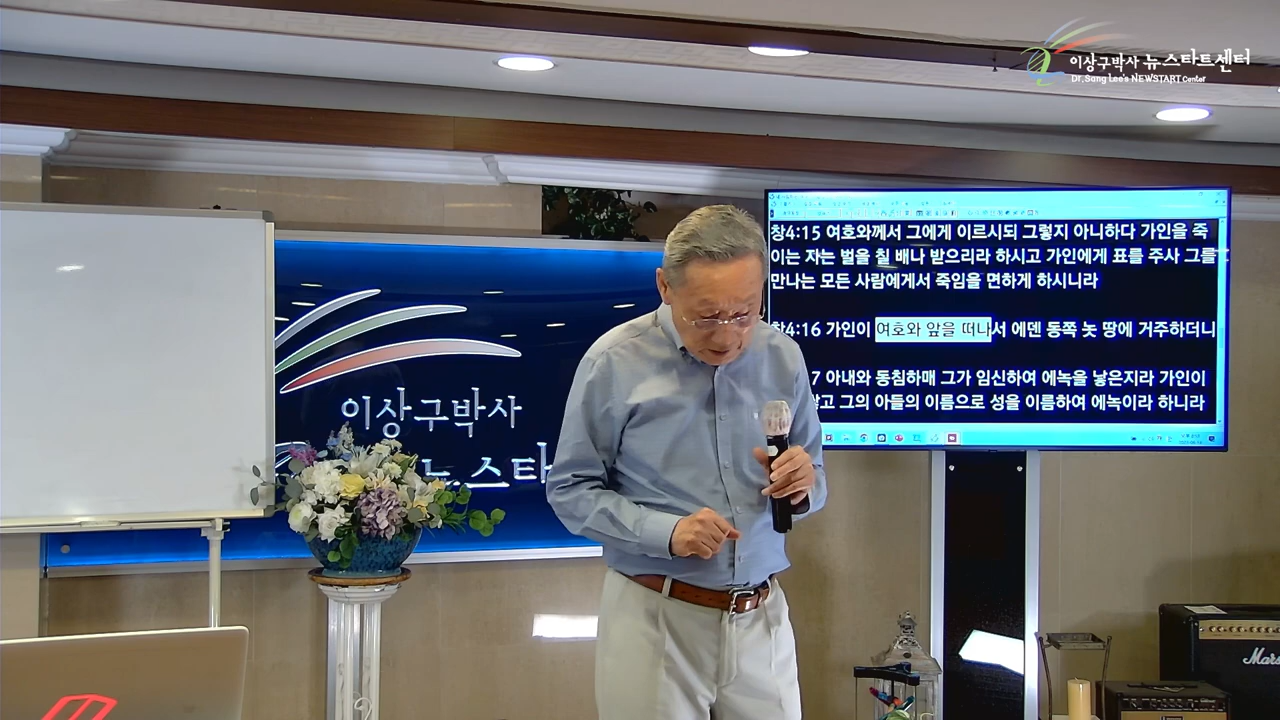 이상구박사 뉴스타트센터
Dr.Sang Lee's NEWSTART Center
창4:15 여호와께서 그에게 이르시되 그렇지 아니하다 가인을 죽
이는 자는 벌을 칠 배나 받으리라 하시고 가인에게 표를 주사 그를
만나는 모든 사람에게서 죽임을 면하게 하시니라
창4:16 가인이 여호와 앞을 떠나서 에덴 동쪽 놋 땅에 거주하더니
7 아내와 동침하매 그가 임신하여 에녹을 낳은지라 가인이
그의 아들의 이름으로 성을 이름하여 에녹이라 하니라
이상구박사
뉴스타
Mars